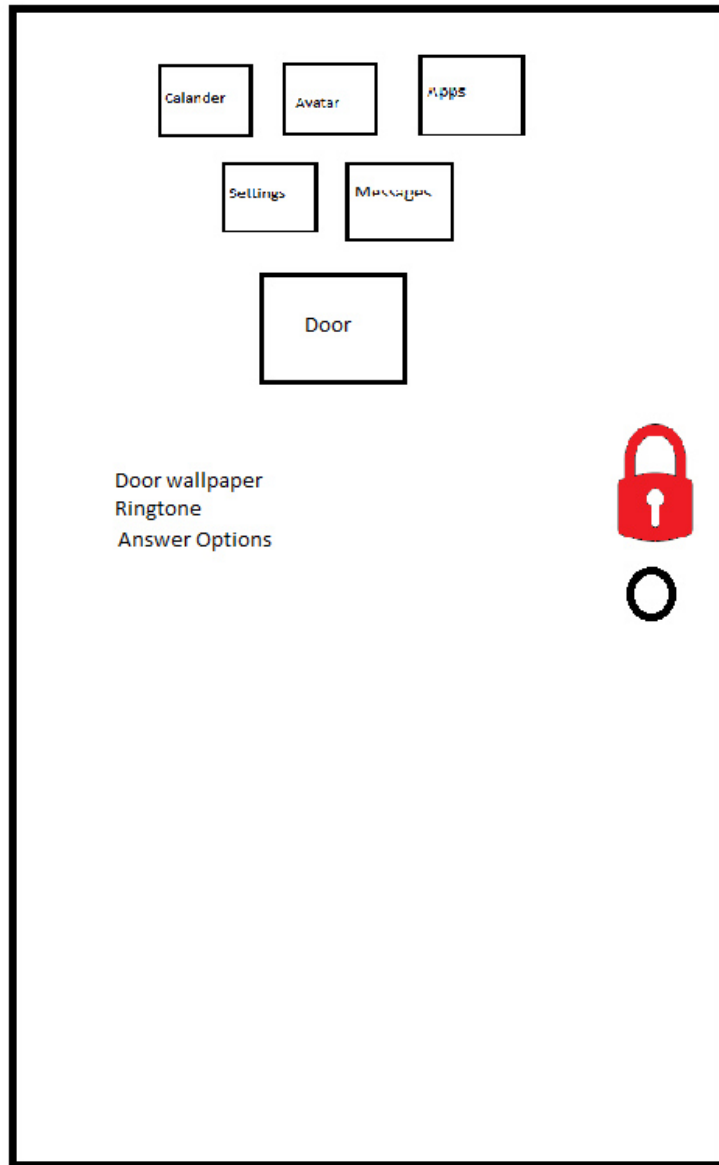 Calander Avatar Apps
Settings Messages
Door
Door wallpaper
Ringtone
Answer Options